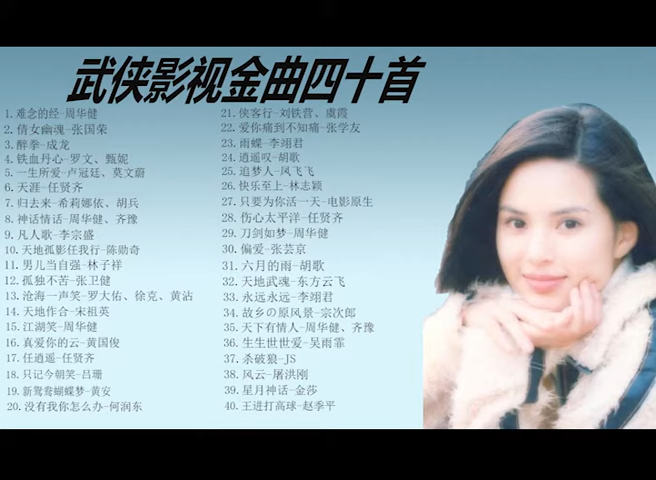 武侠影视金曲四十首
1.难念的经-周华健
2.倩女幽魂-张国荣
3.醉拳-成龙
4.铁血丹心-罗文、甄妮
5.一生所爱-卢冠廷、莫文蔚
6.天涯-任贤齐
7.归去来-希莉娜依、胡兵
8.神话情话-周华健、齐豫
9.凡人歌-李宗盛
10.天地孤影任我行-陈勋奇
11.男儿当自强-林子祥
12.孤独不苦-张卫健
13.沧海一声笑-罗大佑、徐克、黄沾
14.天地作合-宋祖英
15.江湖笑-周华健
16.真爱你的云-黄国俊
17.任逍遥-任贤齐
18.只记今朝笑-吕珊
19.新鸳鸯蝴蝶梦-黄安
20.没有我你怎么办-何润东
21.侠客行-刘铁营、虞霞
22.爱你痛到不知痛-张学友
23.雨蝶-李翊君
24.逍遥叹-胡歌
25.追梦人-凤飞飞
26.快乐至上-林志颖
27.只要为你活一天-电影原生
28.伤心太平洋-任贤齐
29.刀剑如梦-周华健
30.偏爱-张芸京
31.六月的雨-胡歌
32.天地武魂-东方云飞
33.永远永远-李翊君
34.故乡の原风景-宗次郎
35.天下有情人-周华健、齐豫
36.生生世世爱-吴雨霏
37.杀破狼-JS
38.风云-屠洪刚
39.星月神话-金莎
40.王进打高球-赵季平